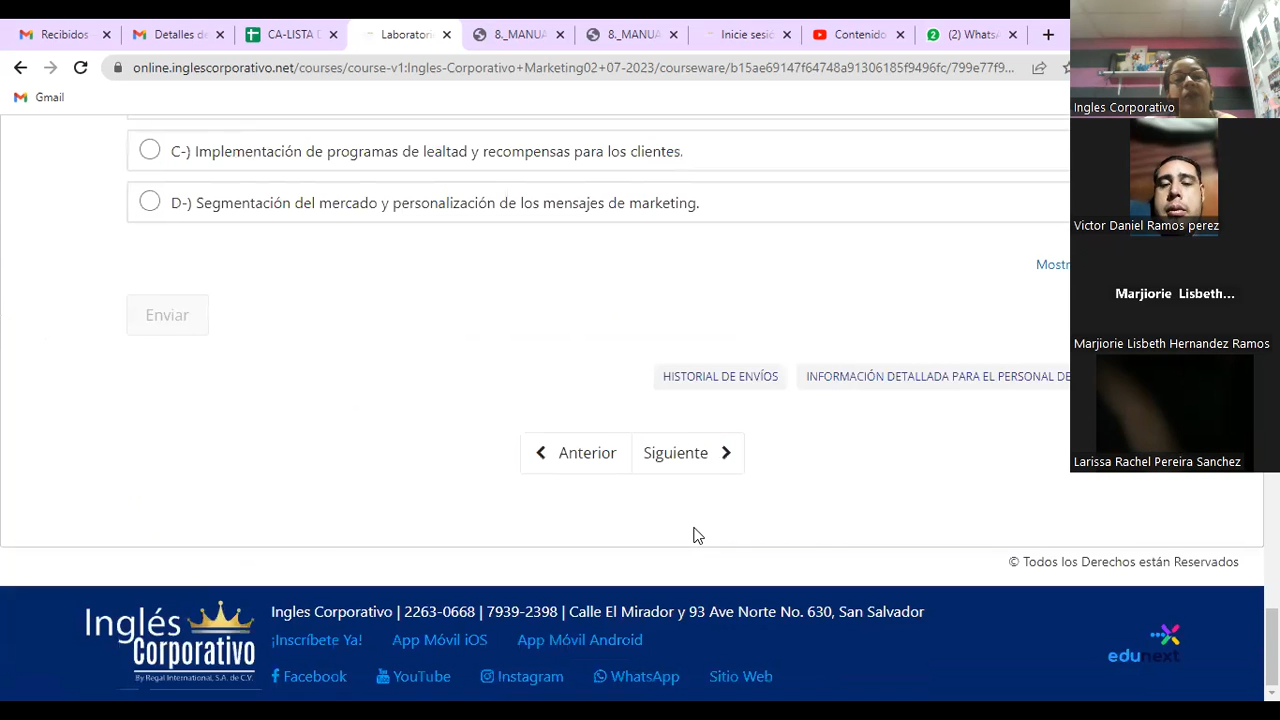 Recibidos
Detalles de
CA-LISTA D
Laboratorio
8._MANUA
8._MANUA
Inicie sesió
Contenido
(2) WhatsA
online.inglescorporativo.net/courses/course-v1:Ingles-Corporativo+Marketing02+07-2023/courseware/b15ae69147f64748a91306185f9496fc/799e77f9...
Gmail
C-) Implementación de programas de lealtad y recompensas para los clientes.
D-) Segmentación del mercado y personalización de los mensajes de marketing.
Mostr
Enviar
HISTORIAL DE ENVÍOS
INFORMACIÓN DETALLADA PARA EL PERSONAL DE
Anterior
Siguiente
© Todos los Derechos están Reservados
Inglés
Corporativo
By Regal International, S.A. de C.V.
Ingles Corporativo | 2263-0668 | 7939-2398 | Calle El Mirador y 93 Ave Norte No. 630, San Salvador
¡Inscríbete Ya!
App Móvil iOS
App Móvil Android
Facebook
YouTube
Instagram
WhatsApp
Sitio Web
edunext
Ingles Corporativo
Victor Daniel Ramos perez
Marjiorie Lisbeth...
Marjiorie Lisbeth Hernandez Ramos
Larissa Rachel Pereira Sanchez